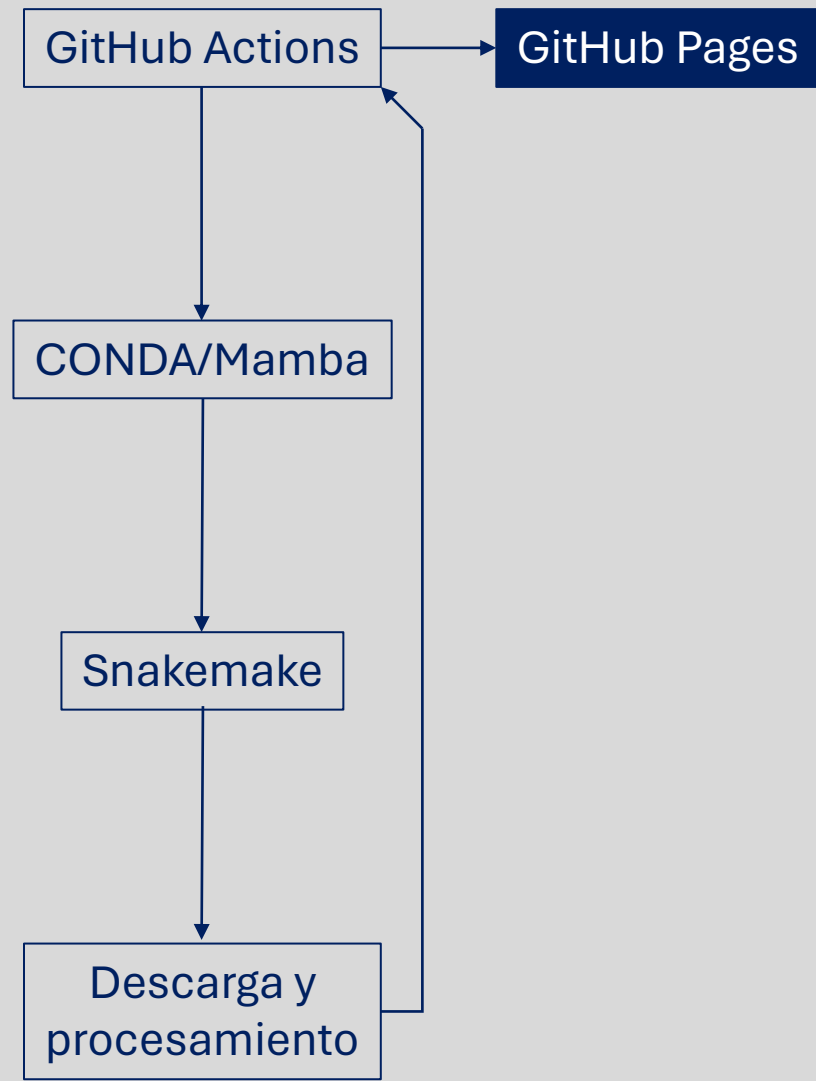 GitHub Actions
GitHub Pages
CONDA/Mamba
Snakemake
Descarga y
procesamiento